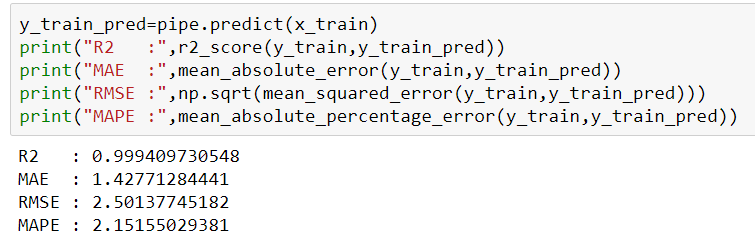 y_train_pred=pipe.predict(x_train)
print("R2   :",r2_score(y_train,y_train_pred))
print("MAE  :",mean_absolute_error(y_train,y_train_pred))
print("RMSE :",np.sqrt(mean_squared_error(y_train,y_train_pred)))
print("MAPE :",mean_absolute_percentage_error(y_train,y_train_pred))
R2   : 0.999409730548
MAE  : 1.42771284441
RMSE : 2.50137745182
MAPE : 2.15155029381